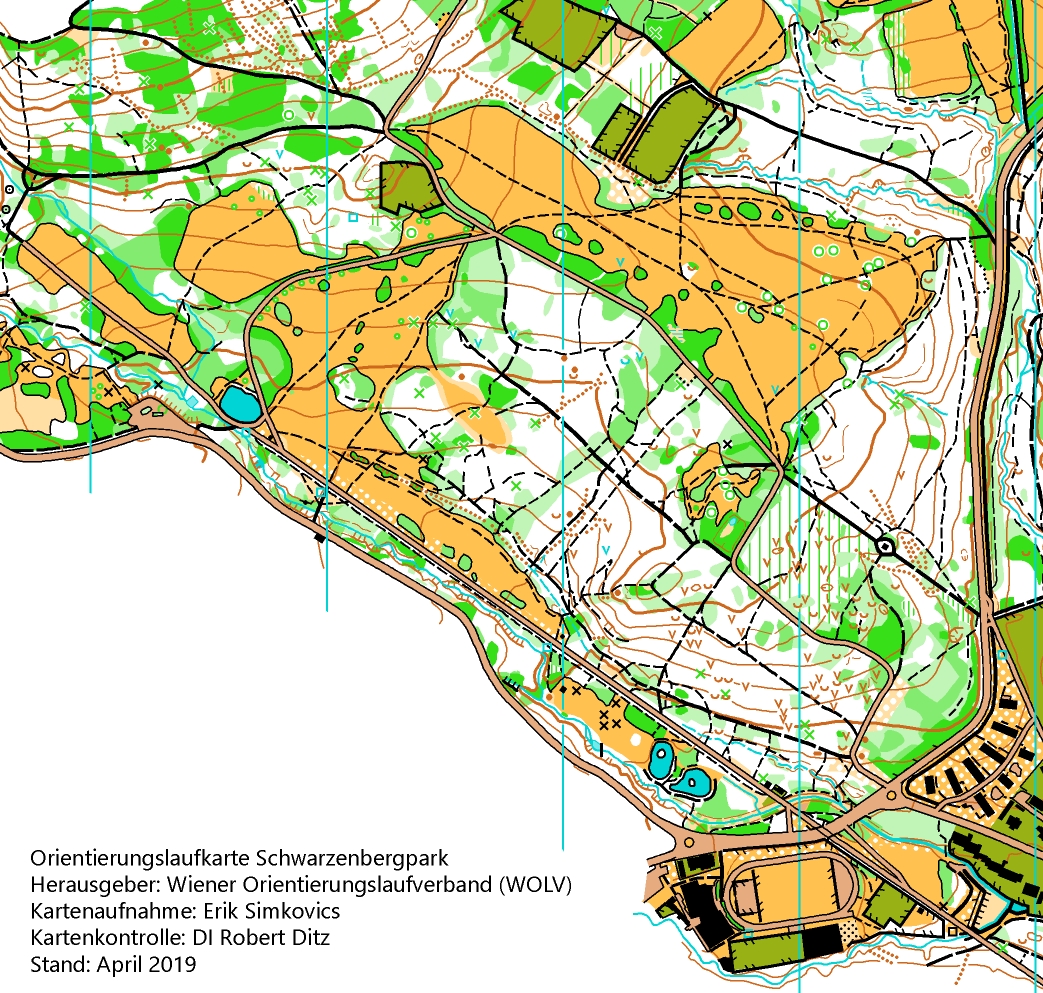 Orientierungslaufkarte Schwarzenbergpark
Herausgeber: Wiener Orientierungslaufverband (WOLV)
Kartenaufnahme: Erik Simkovics
Kartenkontrolle: DI Robert Ditz
Stand: April 2019